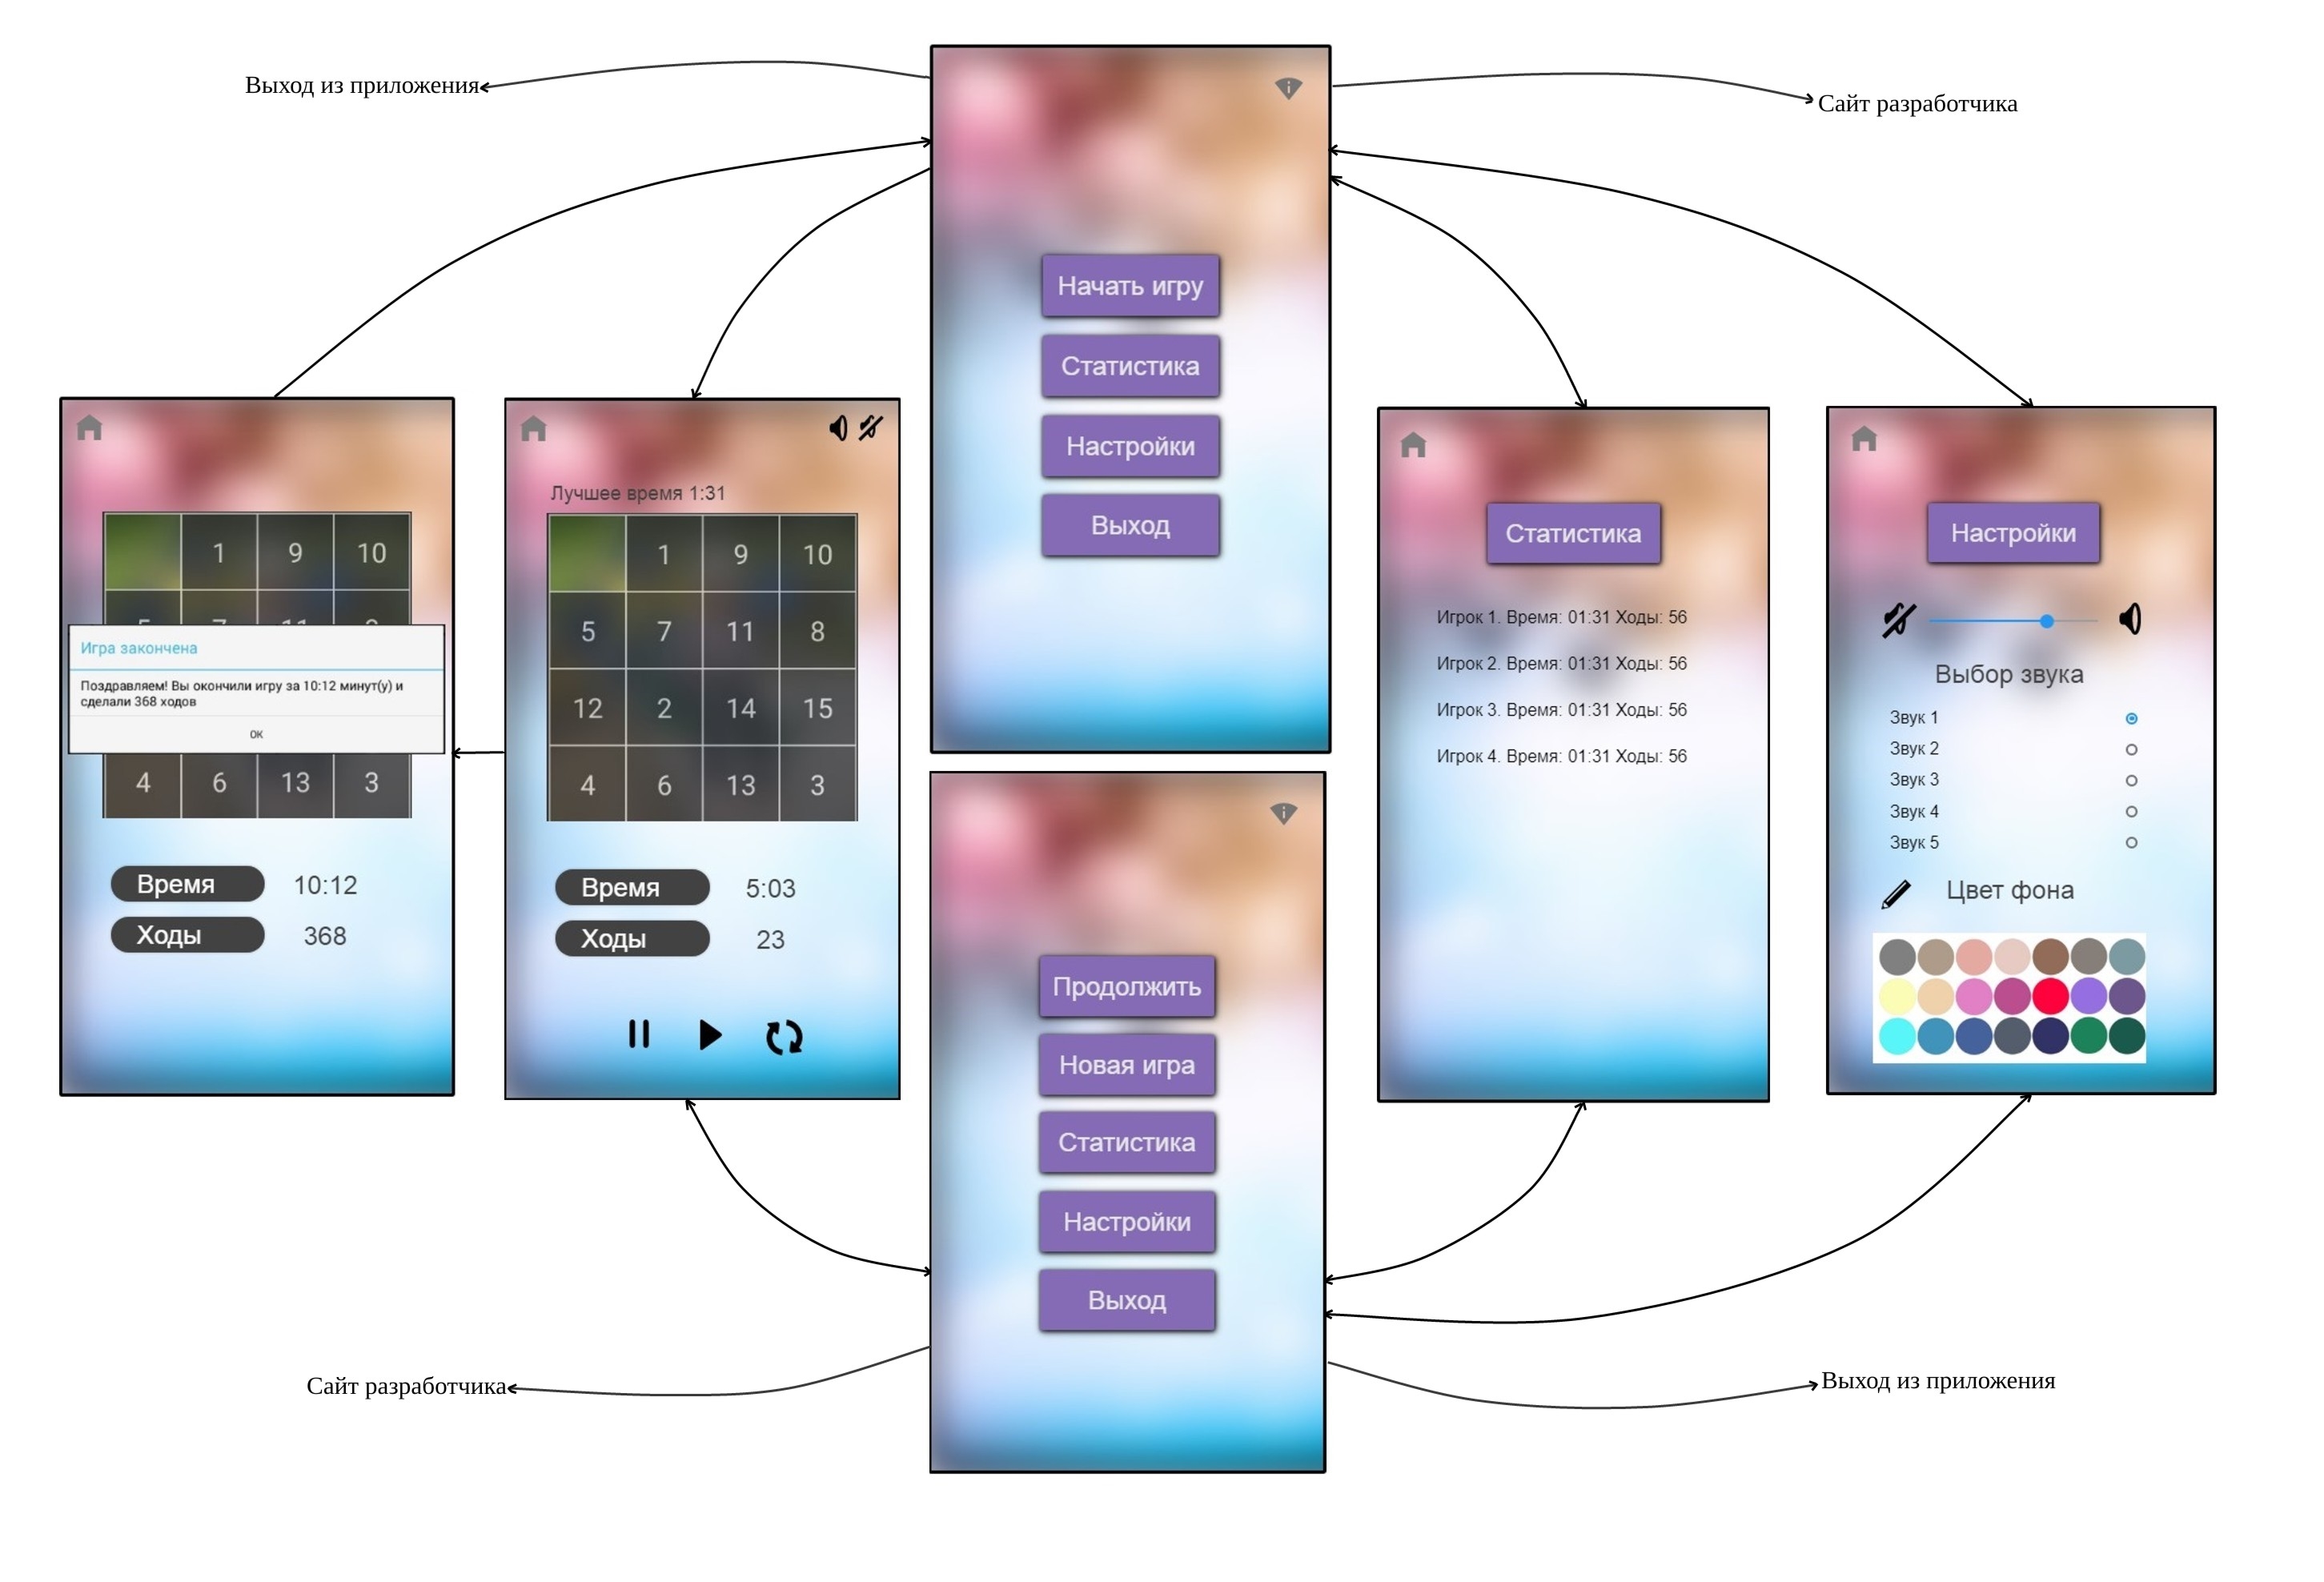 Выход из приложения
Сайт разработчика
Начать игру
Статистика
Настройки
Выход
1 9 10
Игра закончена
Поздравляем! Вы окончили игру за 10:12 минут(у) и
сделали 368 ходов
ОК
4 6 13 3
Время 10:12
Ходы 368
Лучшее время 1:31
1 9 10
5 7 11 8
12 2 14 15
4 6 13 3
Время 5:03
Ходы 23
Продолжить
Новая игра
Статистика
Настройки
Выход
Статистика
Игрок 1. Время: 01:31 Ходы: 56
Игрок 2. Время: 01:31 Ходы: 56
Игрок 3. Время: 01:31 Ходы: 56
Игрок 4. Время: 01:31 Ходы: 56
Настройки
Выбор звука
Звук 1
Звук 2
Звук 3
Звук 4
Звук 5
Цвет фона
Сайт разработчика
Выход из приложения